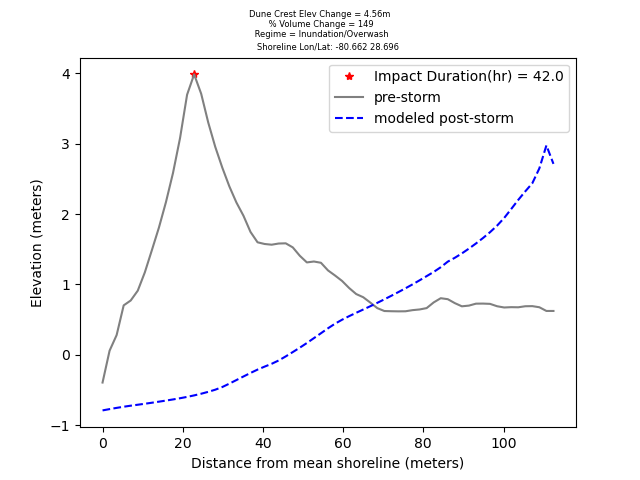 Dune Crest Elev Change = 4.56m
% Volume Change = 149
Regime = Inundation/Overwash
Shoreline Lon/Lat: -80.662 28.696
Impact Duration(hr) = 42.0
pre-storm
modeled post-storm
4
3
2
1
0
−1
Elevation (meters)
0 20 40 60 80 100
Distance from mean shoreline (meters)